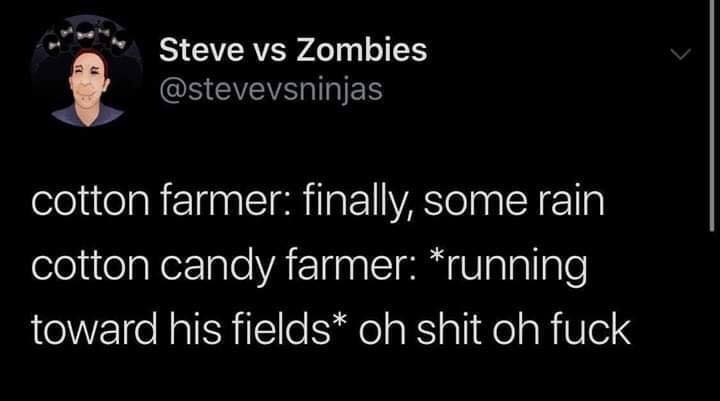 Steve vs Zombies
@stevevsninjas
cotton farmer: finally, some rain
cotton candy farmer: *running
toward his fields* oh shit oh fuck